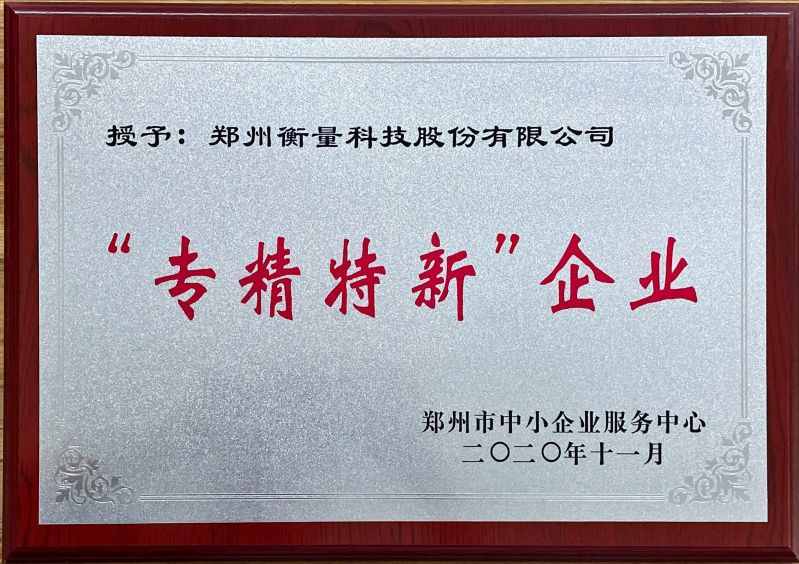 授予：郑州衡量科技股份有限公司
“专精特新”企业
郑州市中小企业服务中心
二〇二〇年十一月